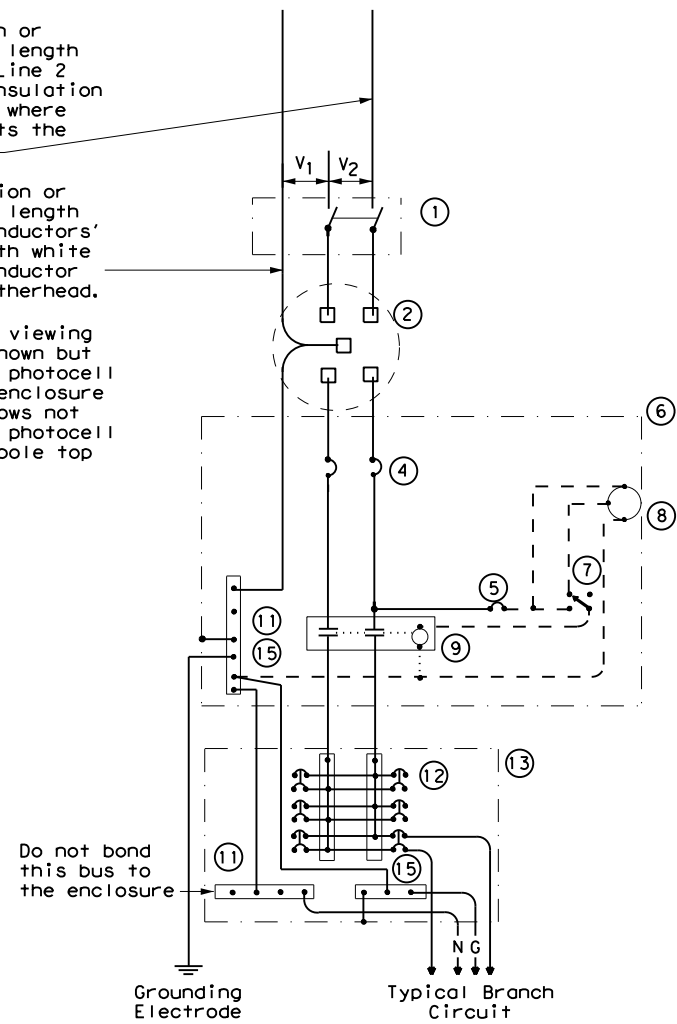 n or
length
Line 2
nsulation
where
ts the
V1 V2
ion or
length
nductors'
th white
nductor
therhead.
1
2
viewing
hown but
photocell
enclosure
ows not
photocell
pole top
6
4
8
5
7
11
15
9
13
12
Do not bond
this bus to
the enclosure
11
15
N G
Grounding
Electrode
Typical Branch
Circuit